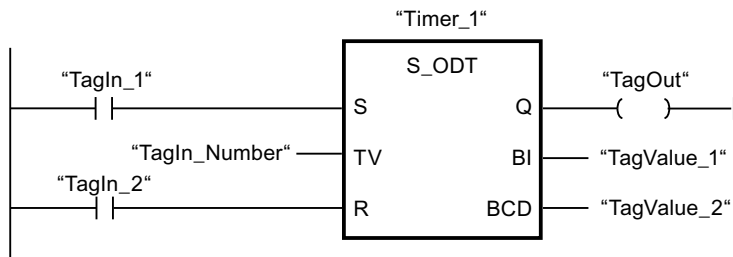 “Timer_1“
S_ODT
“TagIn_1“
“TagOut“
S
Q
“TagIn_Number“
TV
BI
“TagValue_1“
“TagIn_2“
R
BCD
“TagValue_2“